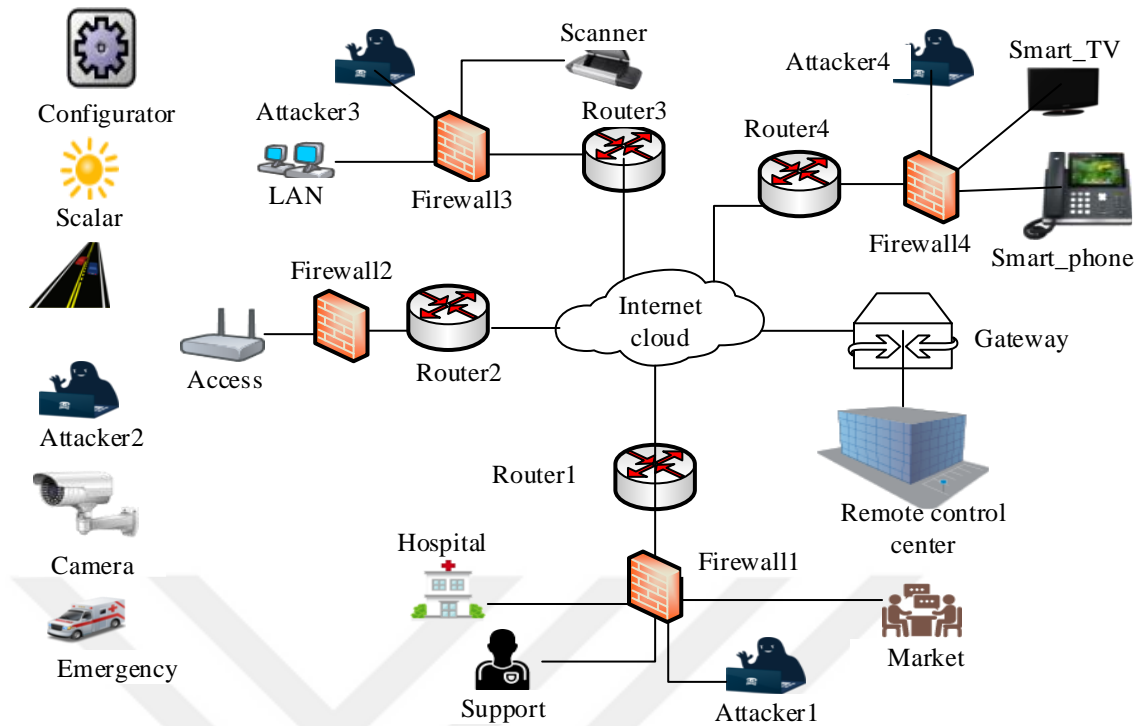 Scanner
Smart_TV
Attacker4
Configurator
Attacker3
Router3
Router4
LAN
Firewall3
Scalar
Firewall4
Smart_phone
Firewall2
Internet
cloud
Gateway
Access
Router2
Attacker2
Router1
Remote control
center
Hospital
Firewall1
Camera
Emergency
Market
Support
Attacker1